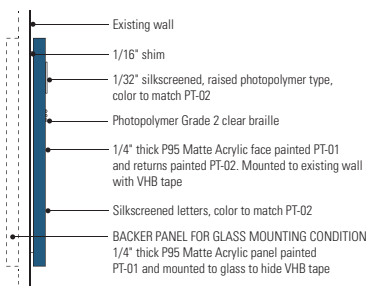 Existing wall
1/16" shim
1/32" silkscreened, raised photopolymer type,
color to match PT-02
Photopolymer Grade 2 clear braille
1/4" thick P95 Matte Acrylic face painted PT-01
and returns painted PT-02. Mounted to existing wall
with VHB tape
Silkscreened letters, color to match PT-02
BACKER PANEL FOR GLASS MOUNTING CONDITION
1/4" thick P95 Matte Acrylic panel painted
PT-01 and mounted to glass to hide VHB tape